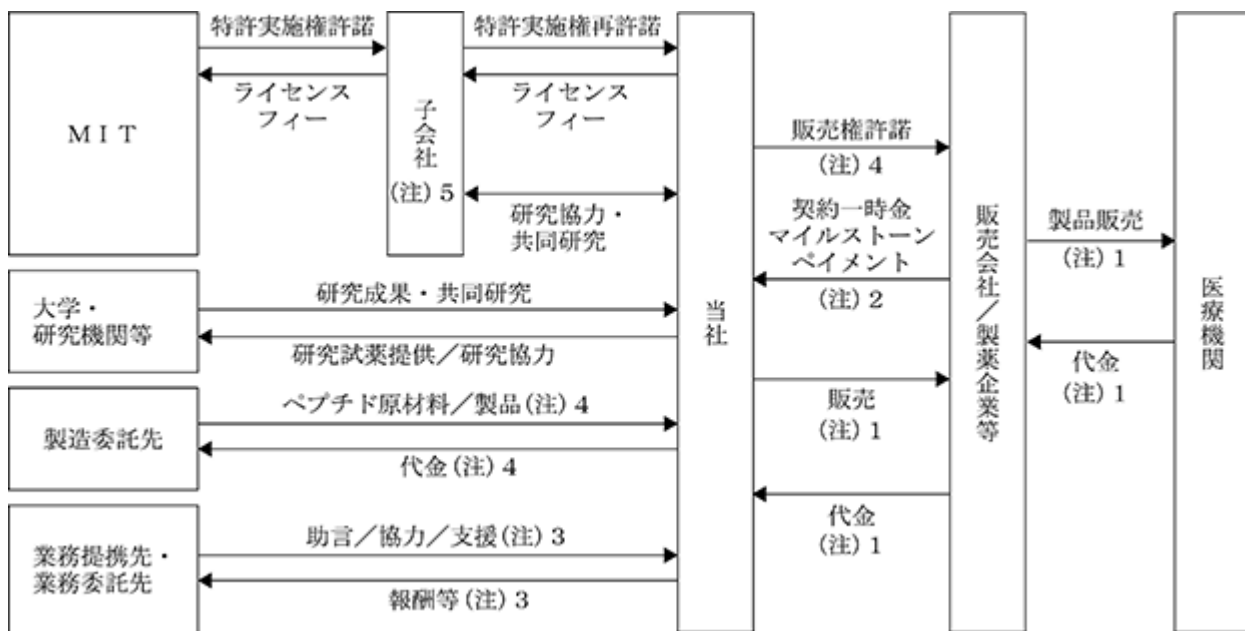 MIT
特許実施権許諾
ライセンス
フィー
子会社
(注)5
特許実施権再許諾
ライセンス
フィー
研究協力・
共同研究
大学・
研究機関等
研究成果・共同研究
研究試薬提供／研究協力
製造委託先
ペプチド原材料／製品(注)4
代金(注)4
業務提携先・
業務委託先
助言／協力／支援(注)3
報酬等(注)3
当社
販売権許諾
(注)4
契約一時金
マイルストーン
ペイメント
(注)2
販売
(注)1
代金
(注)1
販売会社／製薬企業等
製品販売
(注)1
代金
(注)1
医療機関